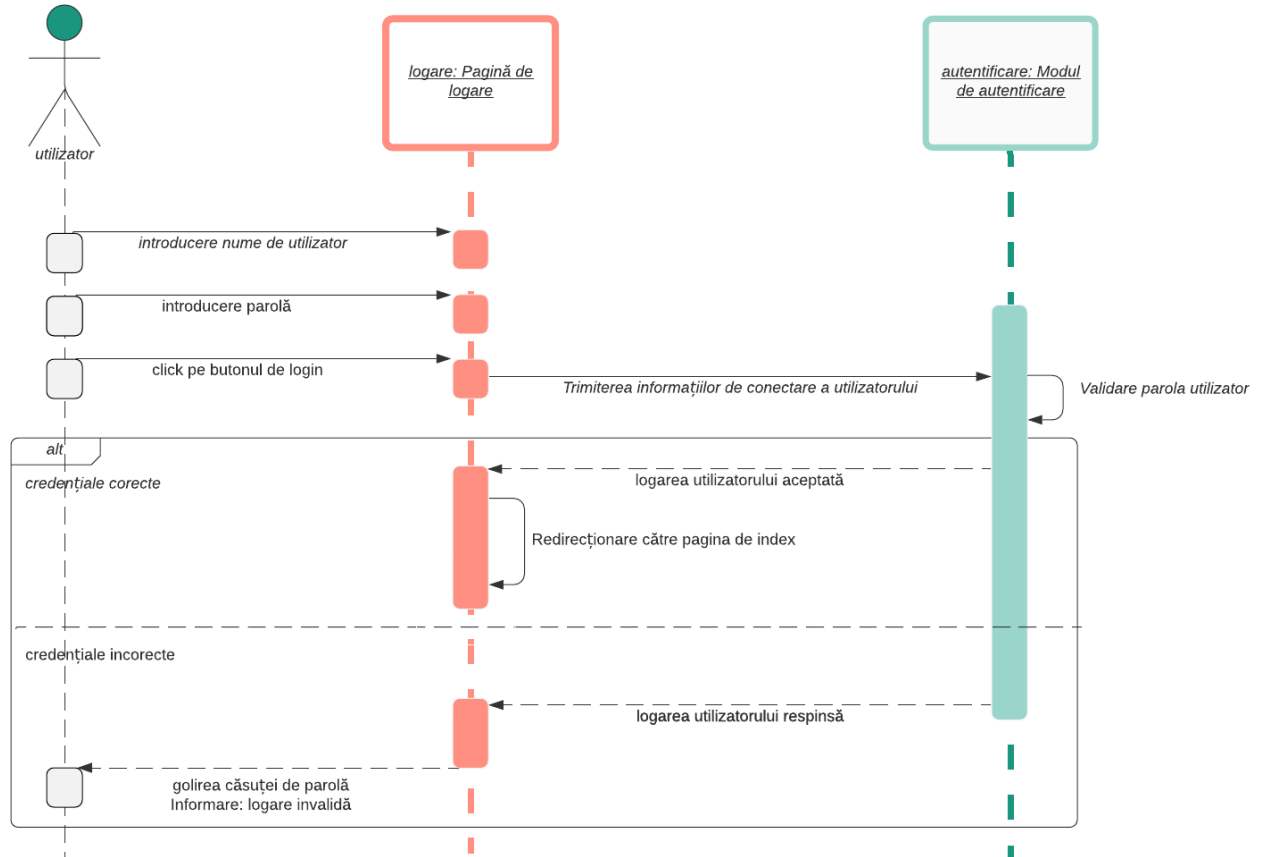 logare: Pagină de
logare
autentificare: Modul
de autentificare
utilizator
introducere nume de utilizator
introducere parolă
click pe butonul de login
Trimiterea informațiilor de conectare a utilizatorului
Validare parola utilizator
alt
credențiale corecte
logarea utilizatorului aceptată
Redirecționare către pagina de index
credențiale incorecte
logarea utilizatorului respinsă
golirea căsuței de parolă
Informare: logare invalidă